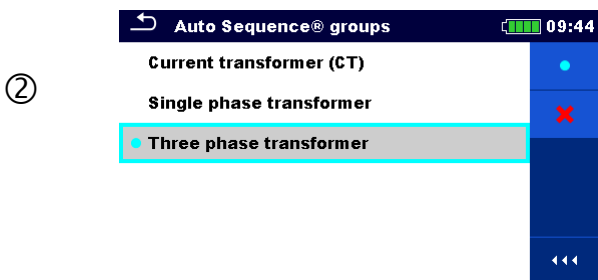 Auto Sequence® groups 09:44
②
Current transformer (CT)
Single phase transformer
Three phase transformer